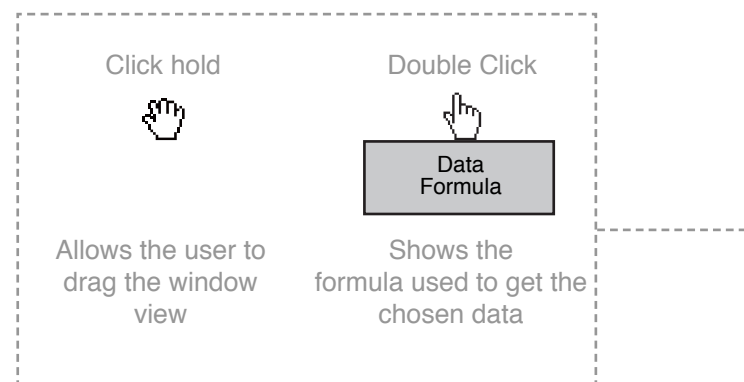 Click hold
Allows the user to
drag the window
view
Double Click
Data
Formula
Shows the
formula used to get the
chosen data